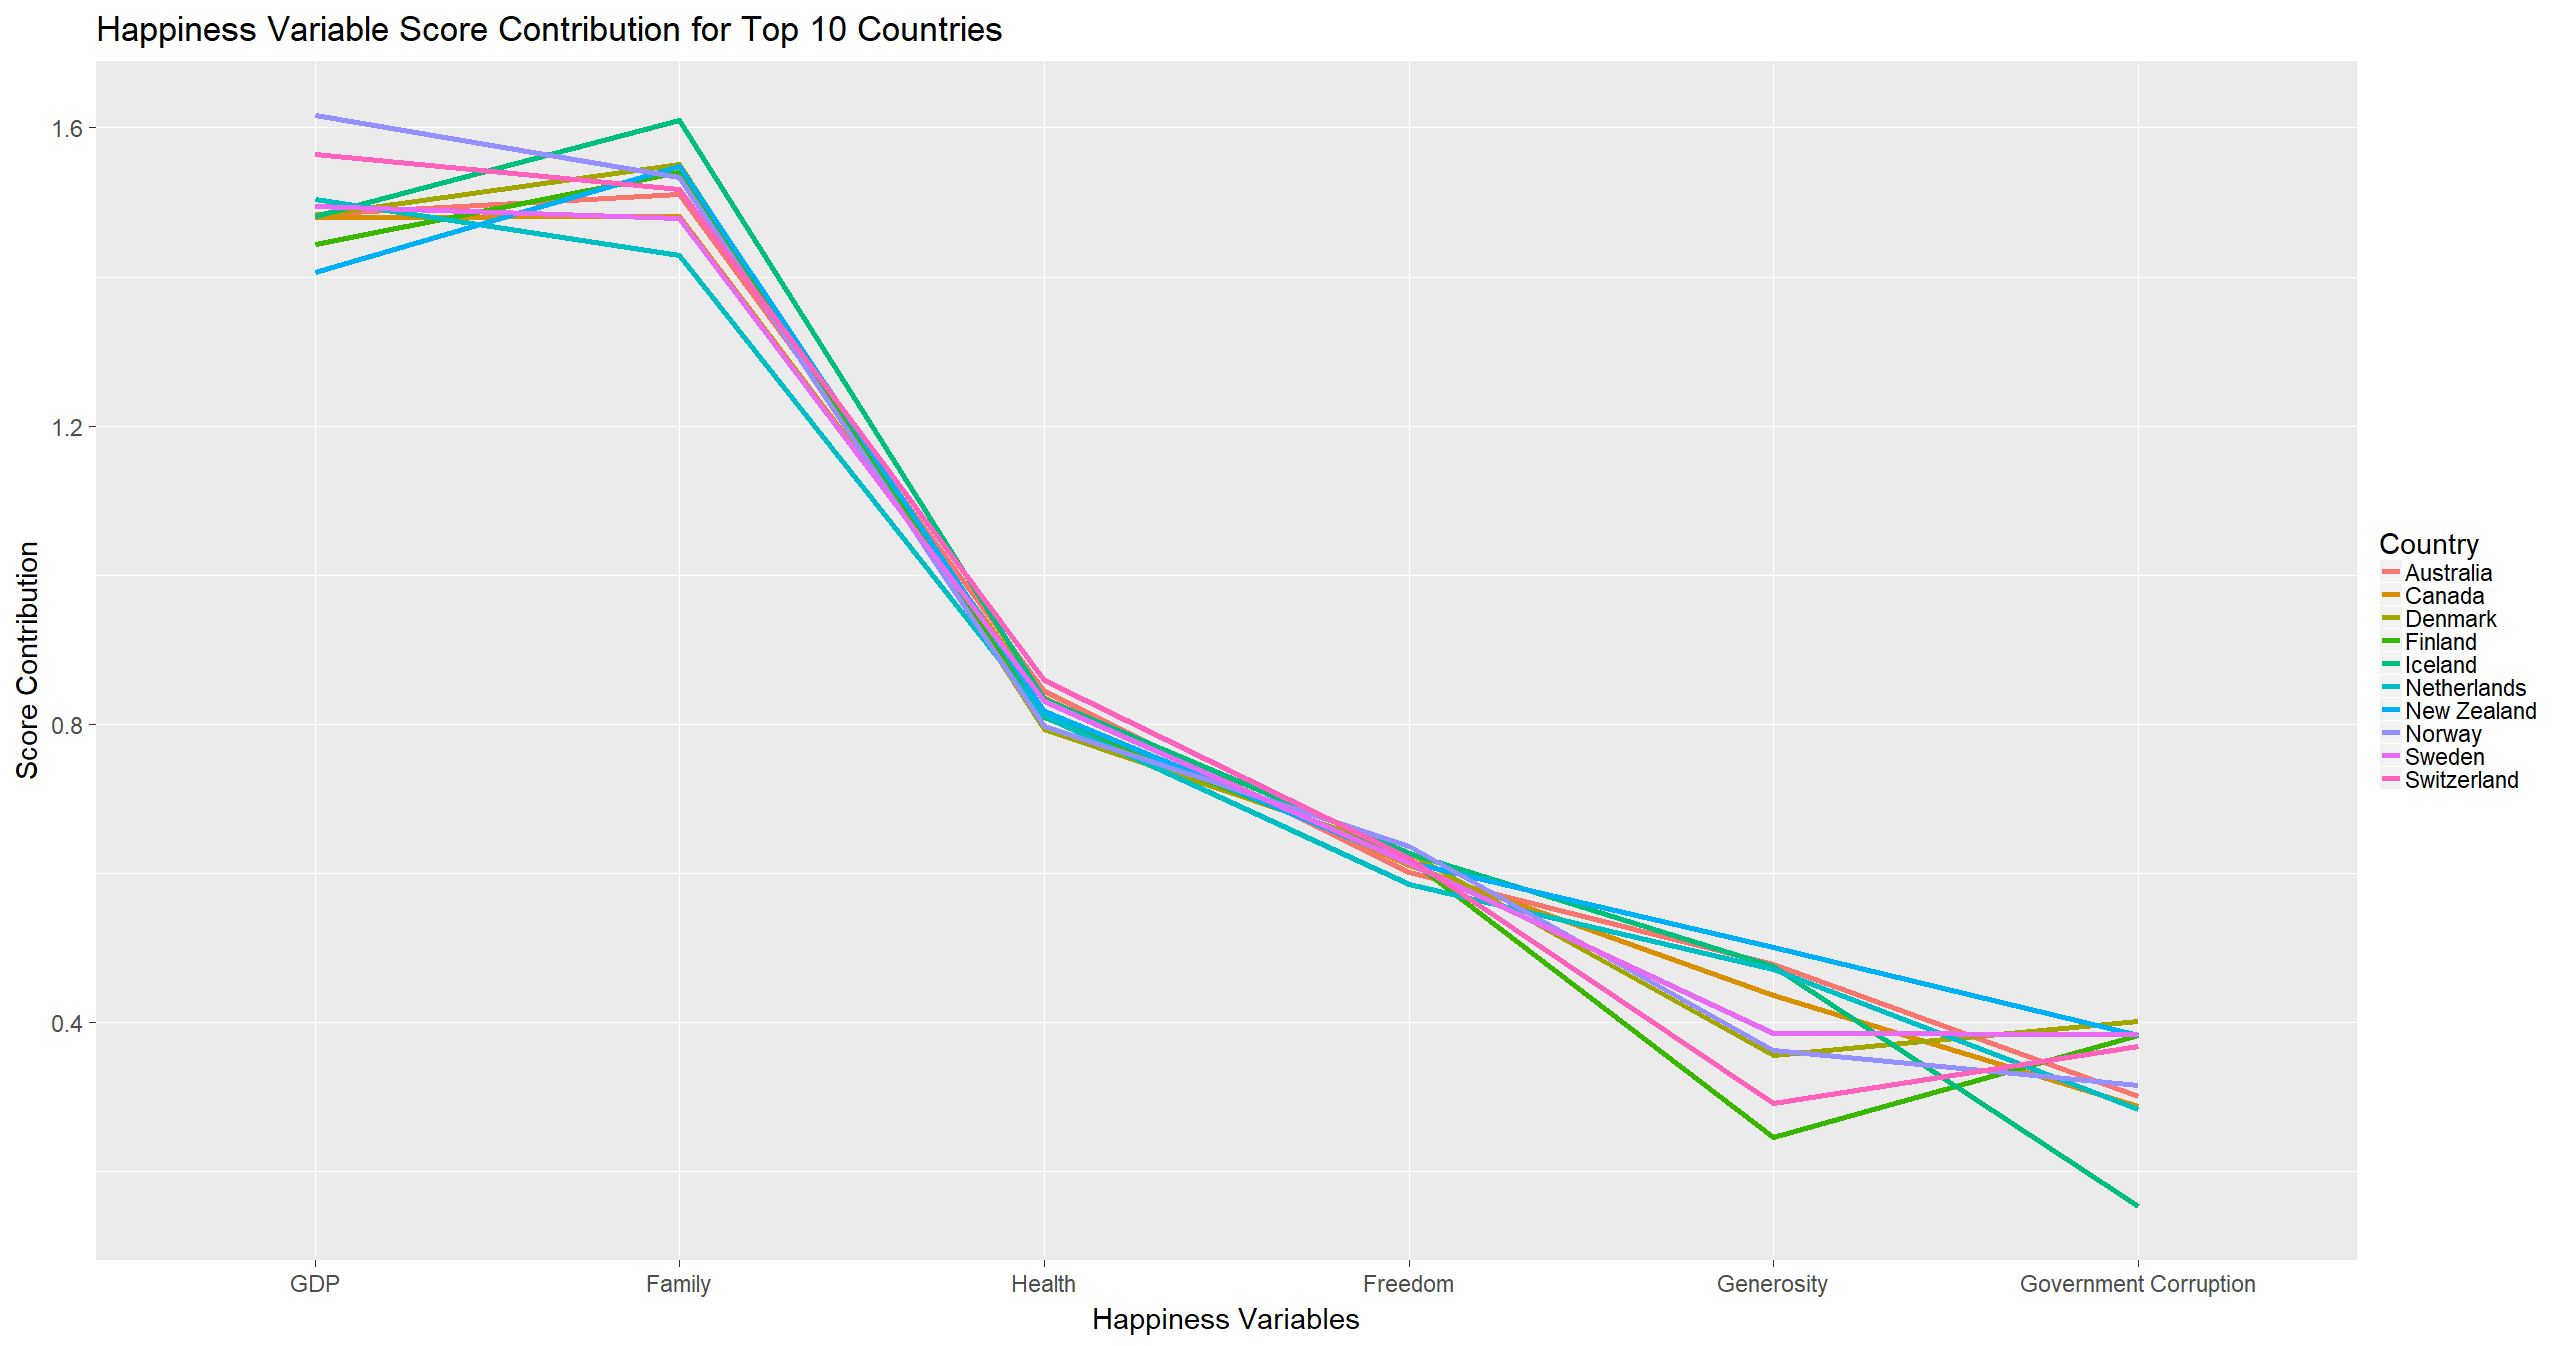 Happiness Variable Score Contribution for Top 10 Countries
Score Contribution
1.6
1.2
0.8
0.4
GDP
Family
Health
Freedom
Generosity
Government Corruption
Happiness Variables
Country
Australia
Canada
Denmark
Finland
Iceland
Netherlands
New Zealand
Norway
Sweden
Switzerland